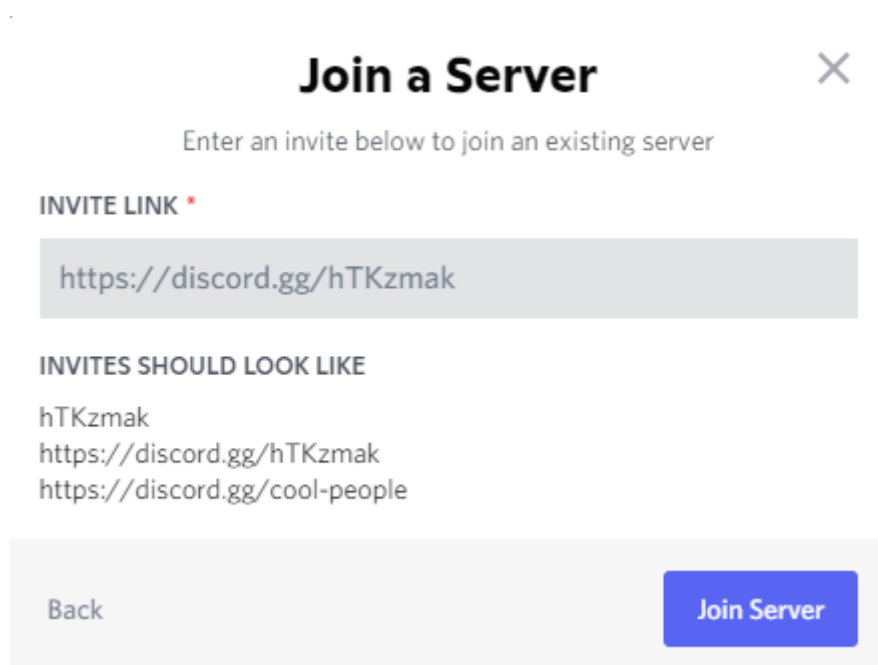 Join a Server
Enter an invite below to join an existing server
INVITE LINK *
https://discord.gg/hTKzmak
INVITES SHOULD LOOK LIKE
hTKzmak
https://discord.gg/hTKzmak
https://discord.gg/cool-people
Back
Join Server